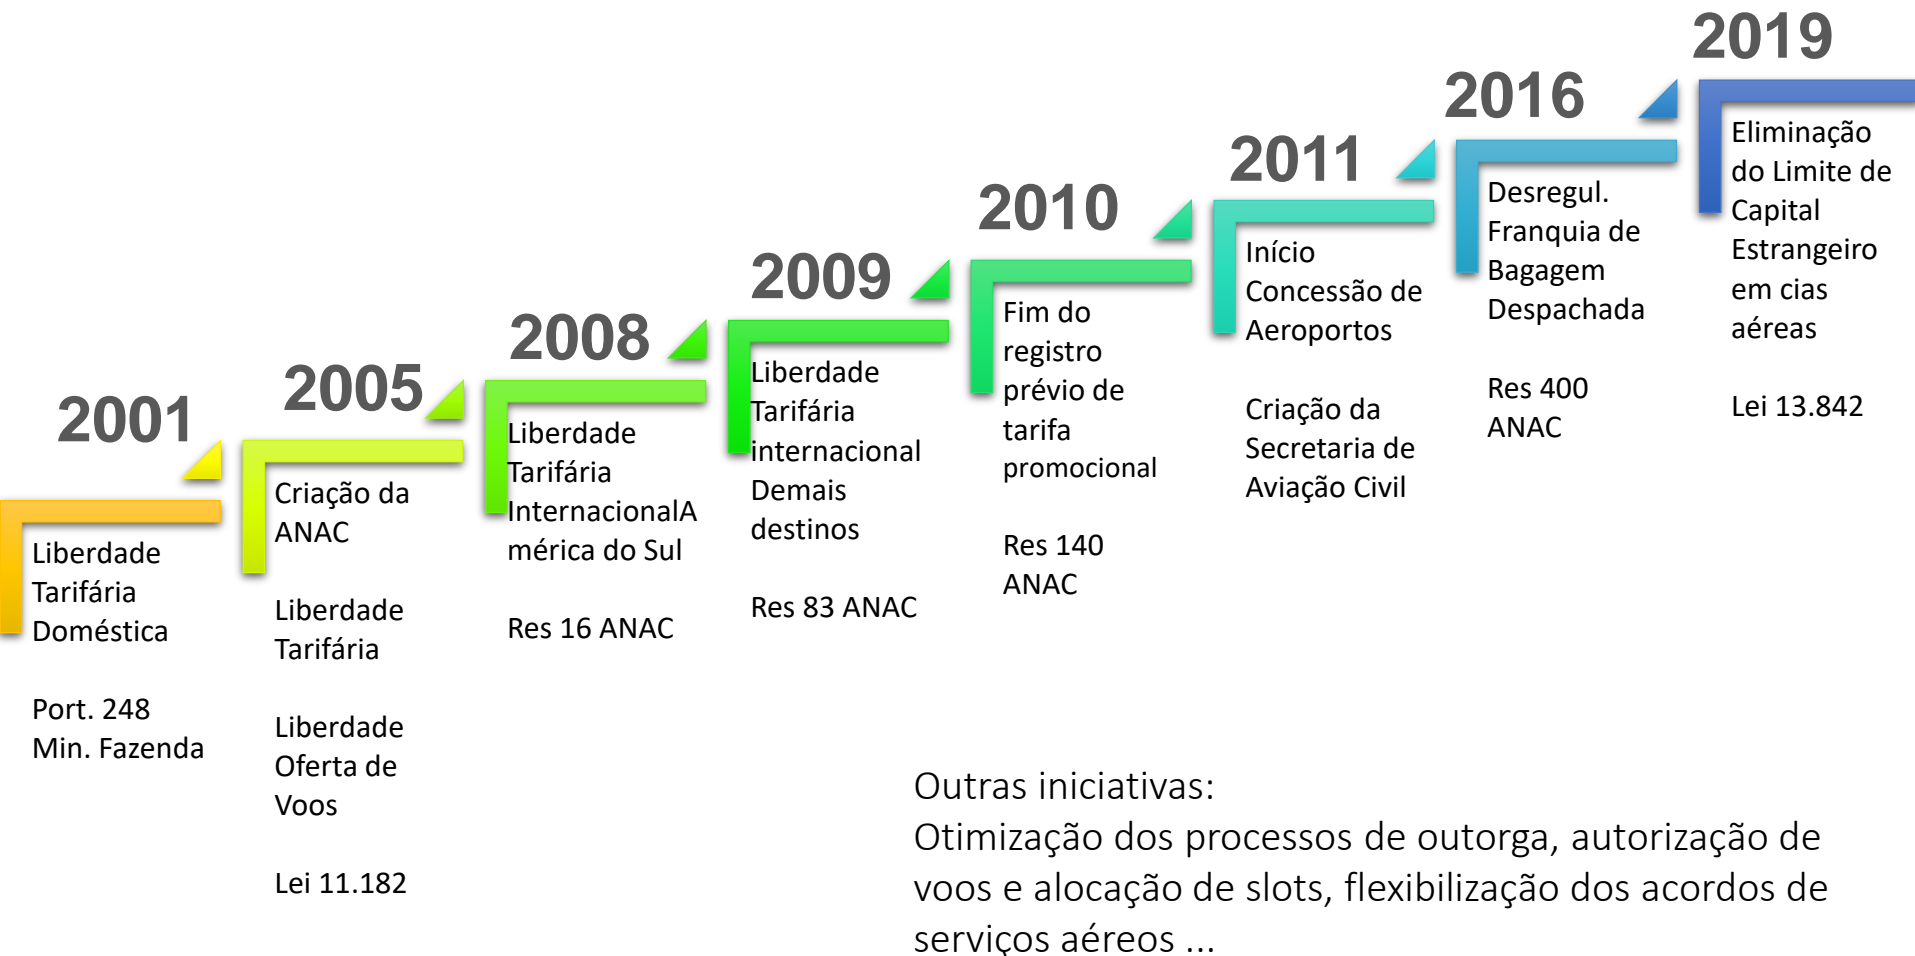 2001
Liberdade
Tarifária
Doméstica
Port. 248
Min. Fazenda
2005
Criação da
ANAC
Liberdade
Tarifária
Liberdade
Oferta de
Voos
Lei 11.182
2008
Liberdade
Tarifária
InternacionalA
mérica do Sul
Res 16 ANAC
2009
Liberdade
Tarifária
internacional
Demais
destinos
Res 83 ANAC
2010
Fim do
registro
prévio de
tarifa
promocional
Res 140
ANAC
2011
Início
Concessão de
Aeroportos
Criação da
Secretaria de
Aviação Civil
2016
Desregul.
Franquia de
Bagagem
Despachada
Res 400
ANAC
2019
Eliminação
do Limite de
Capital
Estrangeiro
em cias
aéreas
Lei 13.842
Outras iniciativas:
Otimização dos processos de outorga, autorização de
voos e alocação de slots, flexibilização dos acordos de
serviços aéreos ...